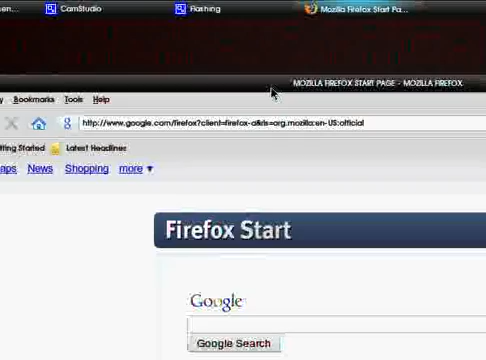 en... CamStudio Flashing Mozilla Firefox Start Pa...
MOZILLA FIREFOX START PAGE - MOZILLA FIREFOX
y Bookmarks Tools Help
http://www.google.com/firefox?client=firefox-a&rls=org.mozilla:en-US:official
tting Started Latest Headlines
aps News Shopping more ▼
Firefox Start
Google
Google Search